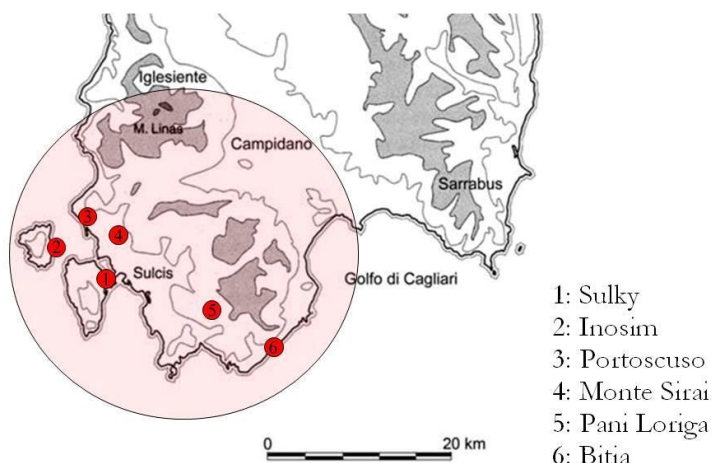 Iglesiente
M. Linas
Campidano
Sarrabus
3
4
2
Sulcis
Golfo di Cagliari
1
5
6
1: Sulky
2: Inosim
3: Portoscuso
4: Monte Sirai
5: Pani Loriga
6: Bitia
0 20 km